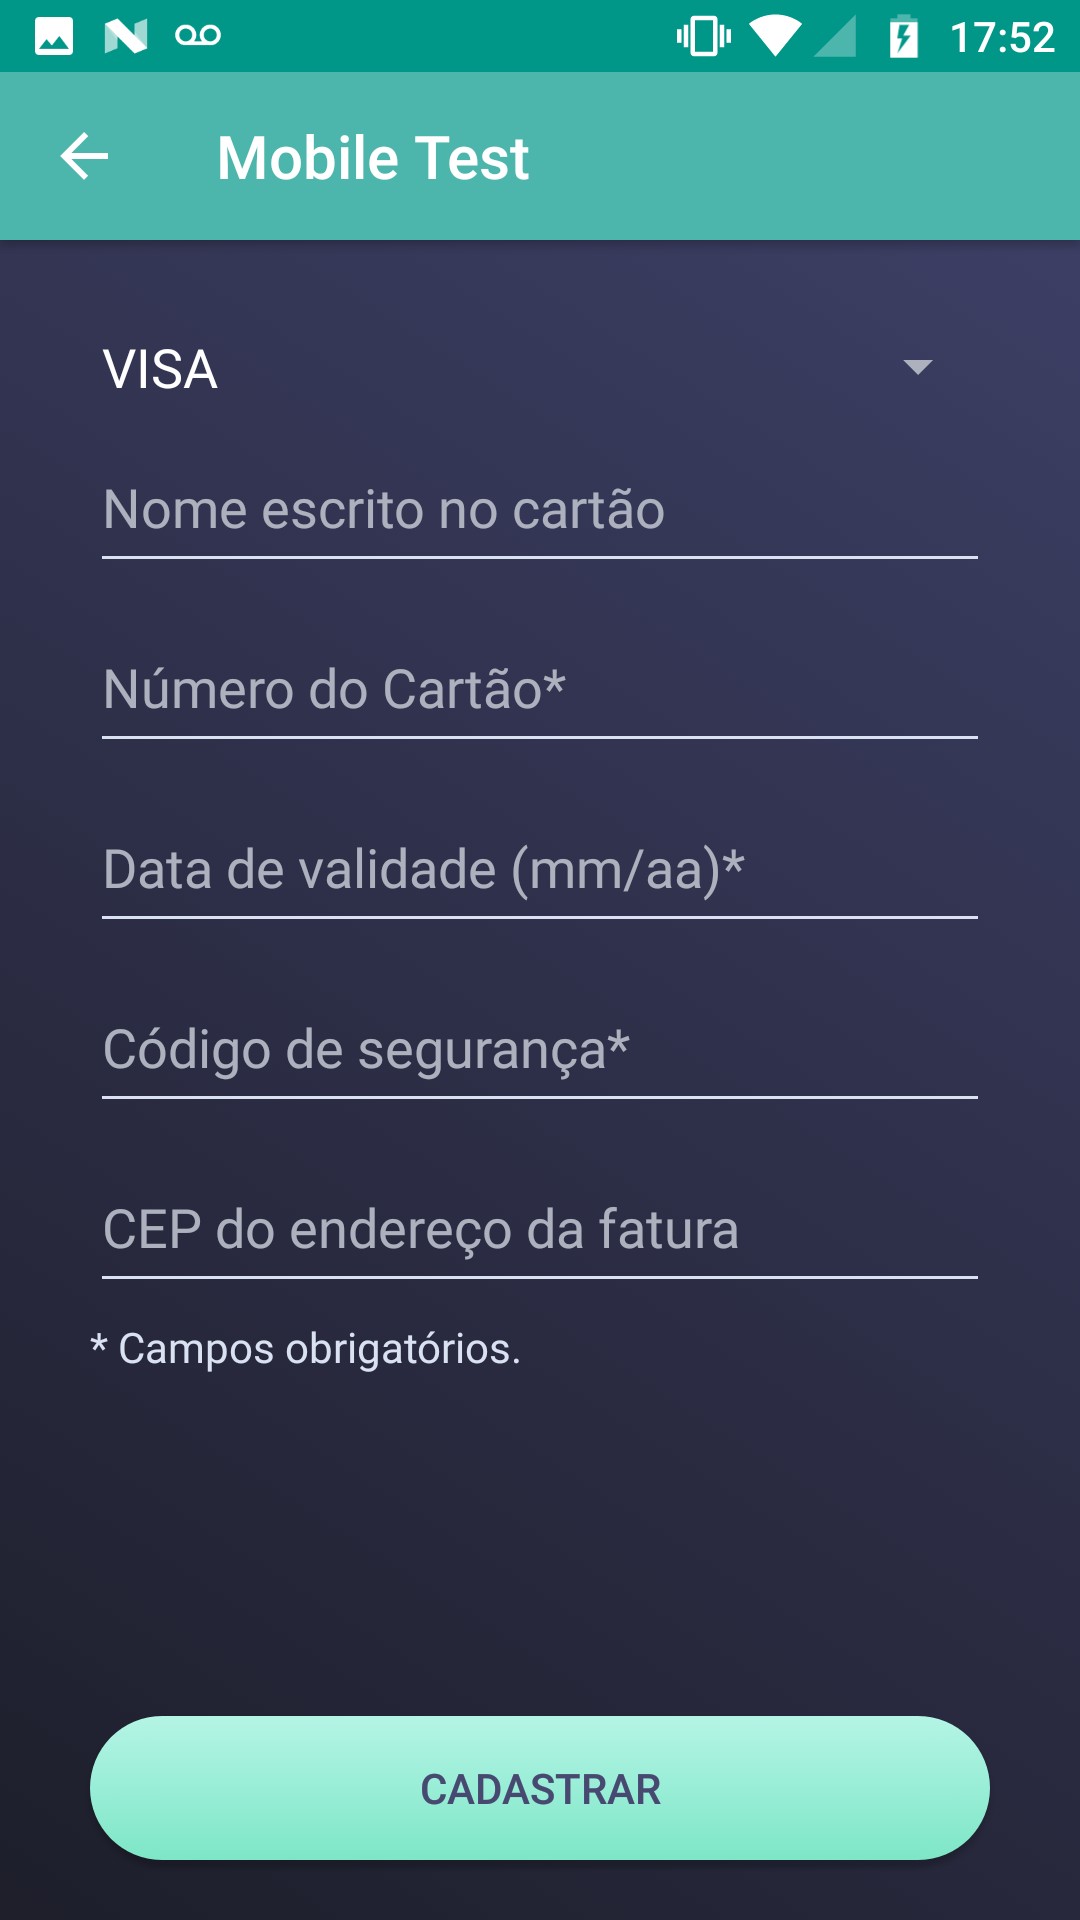 17:52
Mobile Test
VISA
Nome escrito no cartão
Número do Cartão*
Data de validade (mm/aa)*
Código de segurança*
CEP do endereço da fatura
* Campos obrigatórios.
CADASTRAR